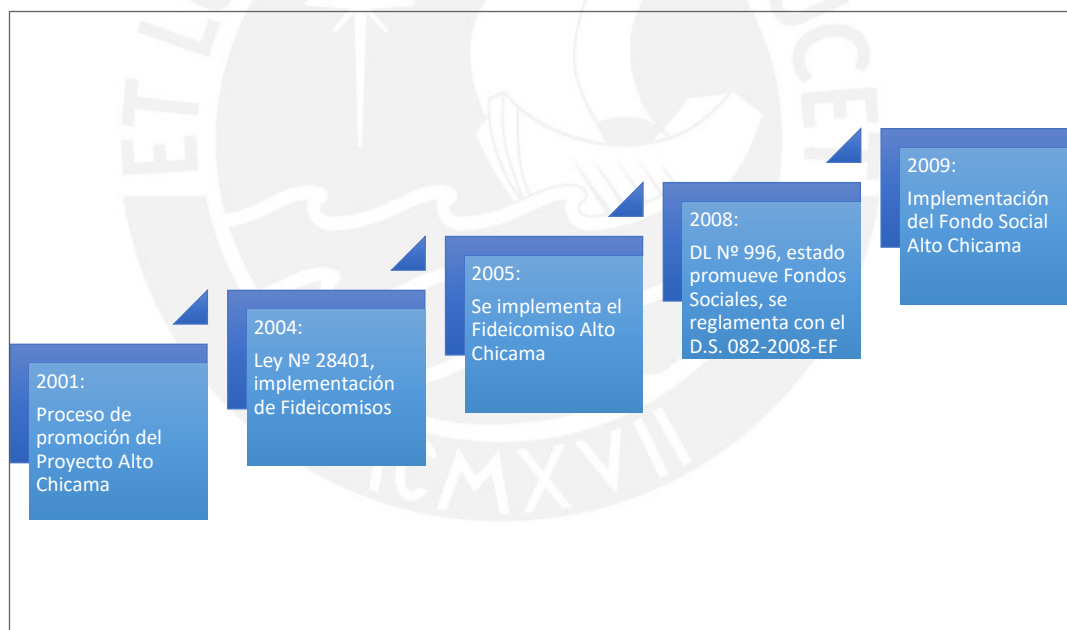 2001:
Proceso de
promoción del
Proyecto Alto
Chicama
2004:
Ley Nº 28401,
implementación
de Fideicomisos
2005:
Se implementa el
Fideicomiso Alto
Chicama
2008:
DL Nº 996, estado
promueve Fondos
Sociales, se
reglamenta con el
D.S. 082-2008-EF
2009:
Implementación
del Fondo Social
Alto Chicama